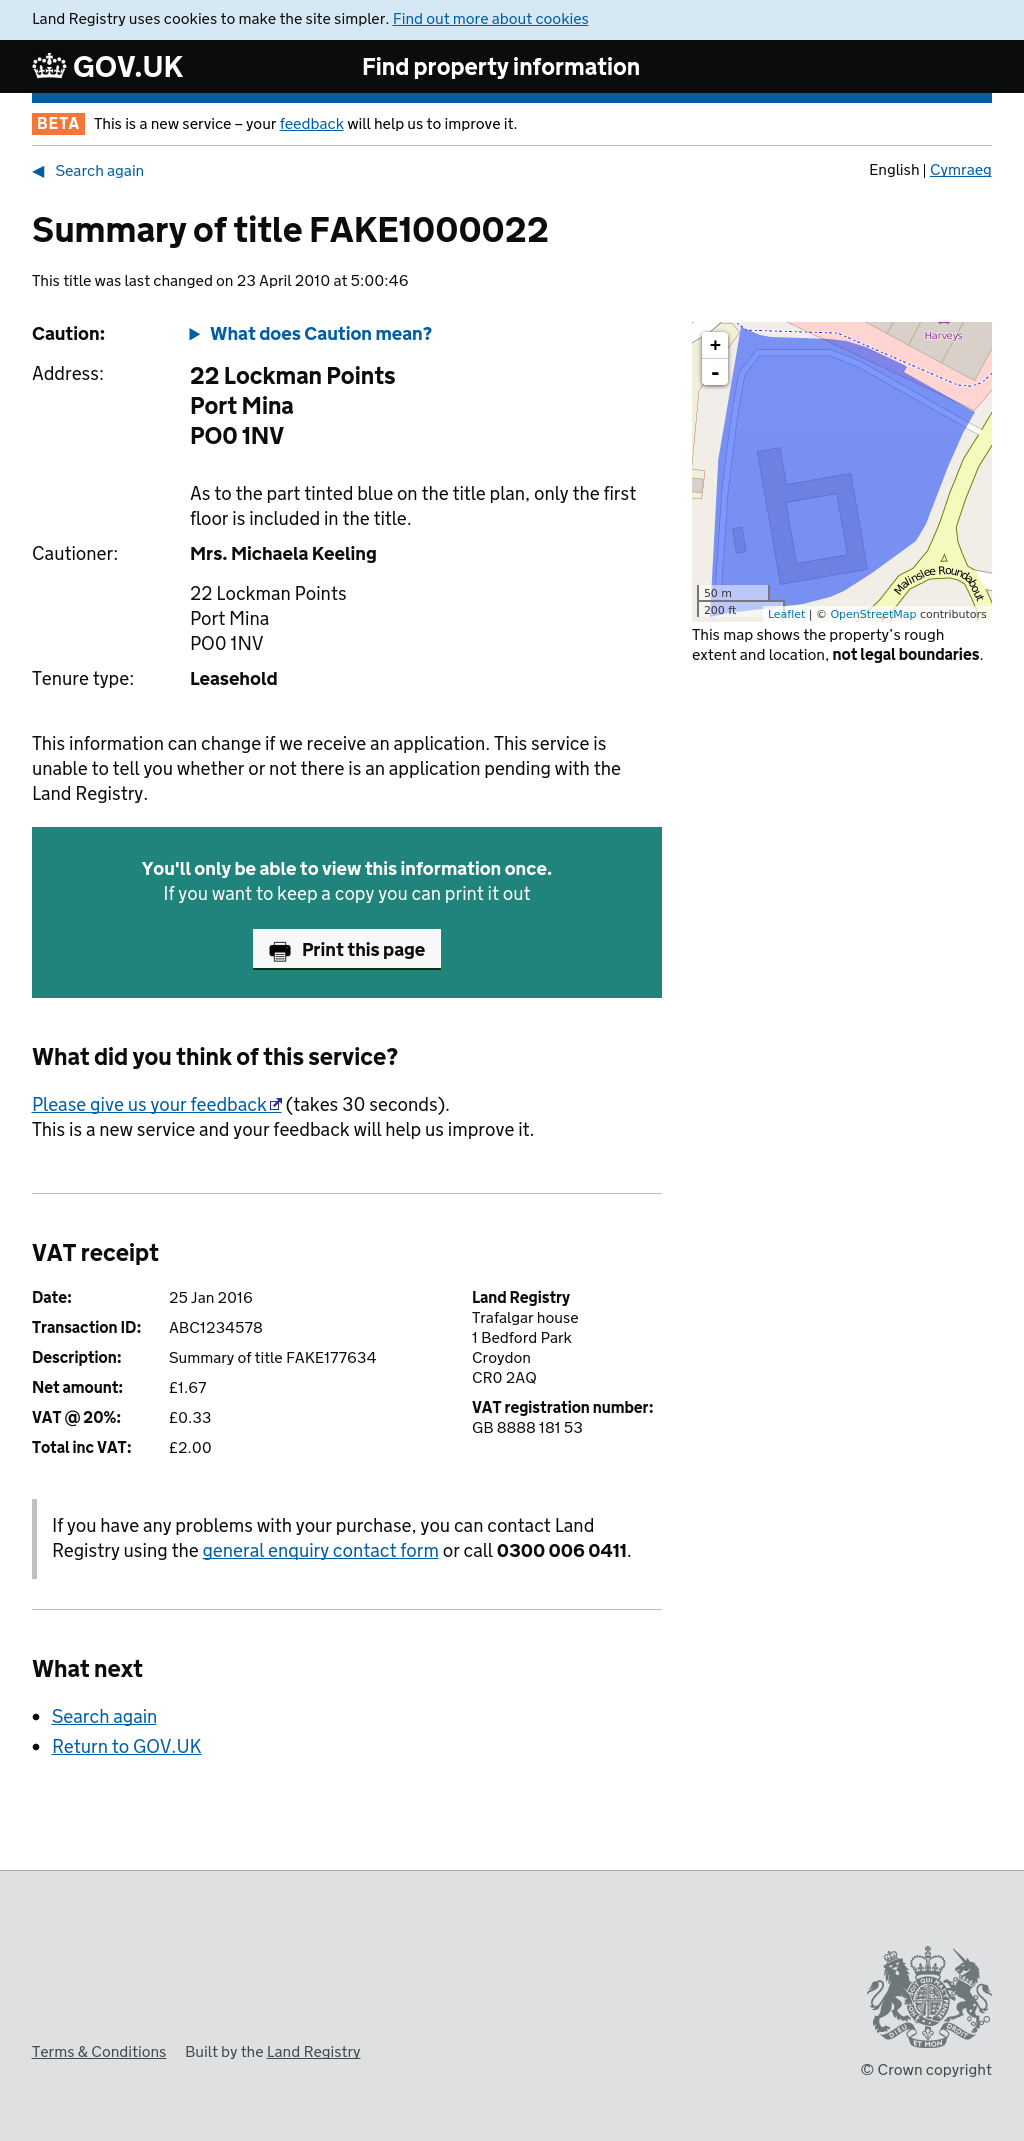 Land Registry uses cookies to make the site simpler. Find out more about cookies
GOV.UK
Find property information
BETA This is a new service – your feedback will help us to improve it.
◀ Search again
English | Cymraeg
Summary of title FAKE1000022
This title was last changed on 23 April 2010 at 5:00:46
Caution: ▶ What does Caution mean?
Address: 22 Lockman Points
Port Mina
PO0 1NV
As to the part tinted blue on the title plan, only the first
floor is included in the title.
Cautioner: Mrs. Michaela Keeling
22 Lockman Points
Port Mina
PO0 1NV
Tenure type: Leasehold
Harveys
+
-
Malinslee Roundabout
50 m
200 ft
Leaflet | © OpenStreetMap contributors
This map shows the property's rough
extent and location, not legal boundaries.
This information can change if we receive an application. This service is
unable to tell you whether or not there is an application pending with the
Land Registry.
You'll only be able to view this information once.
If you want to keep a copy you can print it out
Print this page
What did you think of this service?
Please give us your feedback (takes 30 seconds).
This is a new service and your feedback will help us improve it.
VAT receipt
Date: 25 Jan 2016
Transaction ID: ABC1234578
Description: Summary of title FAKE177634
Net amount: £1.67
VAT @ 20%: £0.33
Total inc VAT: £2.00
Land Registry
Trafalgar house
1 Bedford Park
Croydon
CR0 2AQ
VAT registration number:
GB 8888 181 53
If you have any problems with your purchase, you can contact Land
Registry using the general enquiry contact form or call 0300 006 0411.
What next
• Search again
• Return to GOV.UK
Terms & Conditions Built by the Land Registry
DIEU ET MON DROIT
© Crown copyright